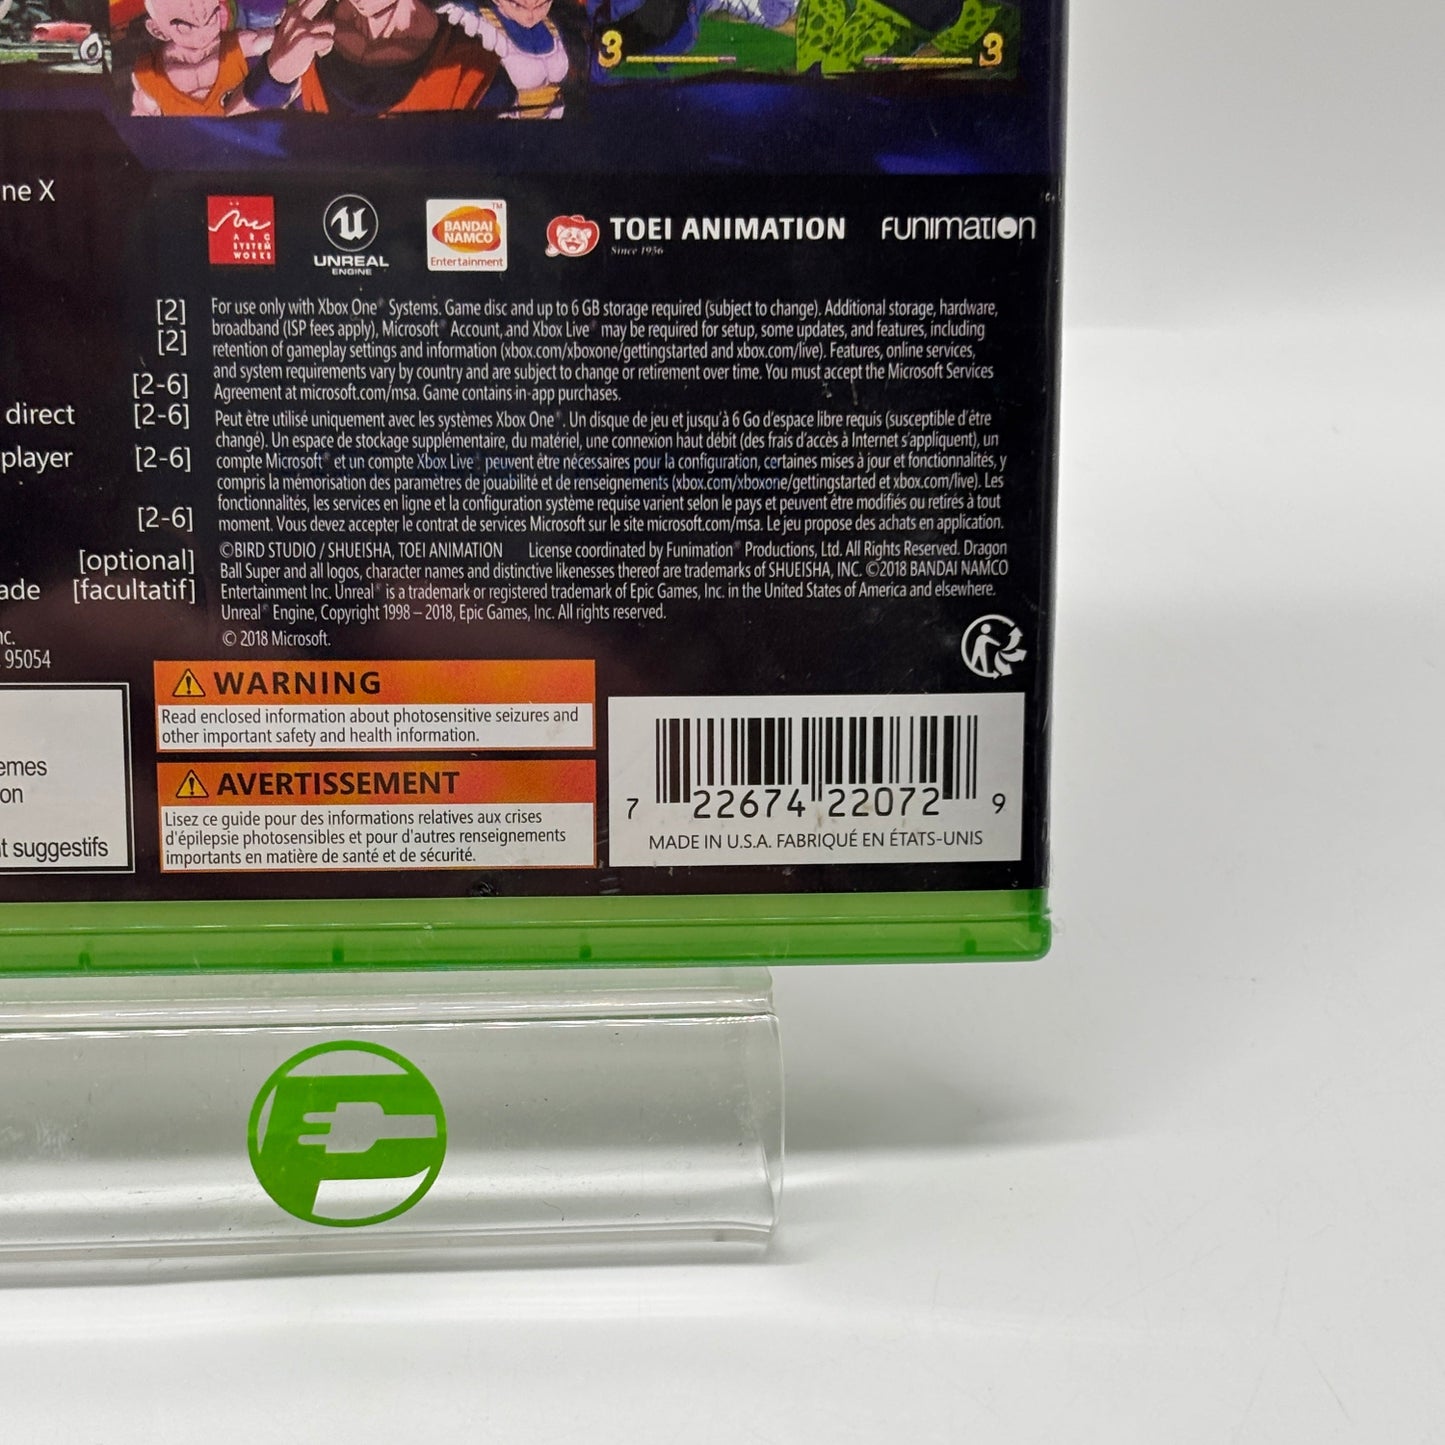 3
3
ne X
ARC
SYSTEM
WORKS
UNREAL
ENGINE
BANDAI
NAMCO
Entertainment
TM
TOEI ANIMATION
Since 1956
FUnimation
[2]
[2]
[2-6]
direct [2-6]
player [2-6]
[2-6]
[optional]
ade [facultatif]
nc.
95054
For use only with Xbox One® Systems. Game disc and up to 6 GB storage required (subject to change). Additional storage, hardware,
broadband (ISP fees apply), Microsoft® Account, and Xbox Live® may be required for setup, some updates, and features, including
retention of gameplay settings and information (xbox.com/xboxone/gettingstarted and xbox.com/live). Features, online services,
and system requirements vary by country and are subject to change or retirement over time. You must accept the Microsoft Services
Agreement at microsoft.com/msa. Game contains in-app purchases.
Peut être utilisé uniquement avec les systèmes Xbox One®. Un disque de jeu et jusqu'à 6 Go d'espace libre requis (susceptible d'être
changé). Un espace de stockage supplémentaire, du matériel, une connexion haut débit (des frais d'accès à Internet s'appliquent), un
compte Microsoft® et un compte Xbox Live® peuvent être nécessaires pour la configuration, certaines mises à jour et fonctionnalités, y
compris la mémorisation des paramètres de jouabilité et de renseignements (xbox.com/xboxone/gettingstarted et xbox.com/live). Les
fonctionnalités, les services en ligne et la configuration système requise varient selon le pays et peuvent être modifiés ou retirés à tout
moment. Vous devez accepter le contrat de services Microsoft sur le site microsoft.com/msa. Le jeu propose des achats en application.
©BIRD STUDIO / SHUEISHA, TOEI ANIMATION License coordinated by Funimation® Productions, Ltd. All Rights Reserved. Dragon
Ball Super and all logos, character names and distinctive likenesses thereof are trademarks of SHUEISHA, INC. ©2018 BANDAI NAMCO
Entertainment Inc. Unreal® is a trademark or registered trademark of Epic Games, Inc. in the United States of America and elsewhere.
Unreal® Engine, Copyright 1998 – 2018, Epic Games, Inc. All rights reserved.
© 2018 Microsoft.
WARNING
Read enclosed information about photosensitive seizures and
other important safety and health information.
AVERTISSEMENT
Lisez ce guide pour des informations relatives aux crises
d'épilepsie photosensibles et pour d'autres renseignements
importants en matière de santé et de sécurité.
emes
on
t suggestifs
7 22674 22072 9
MADE IN U.S.A. FABRIQUÉ EN ÉTATS-UNIS